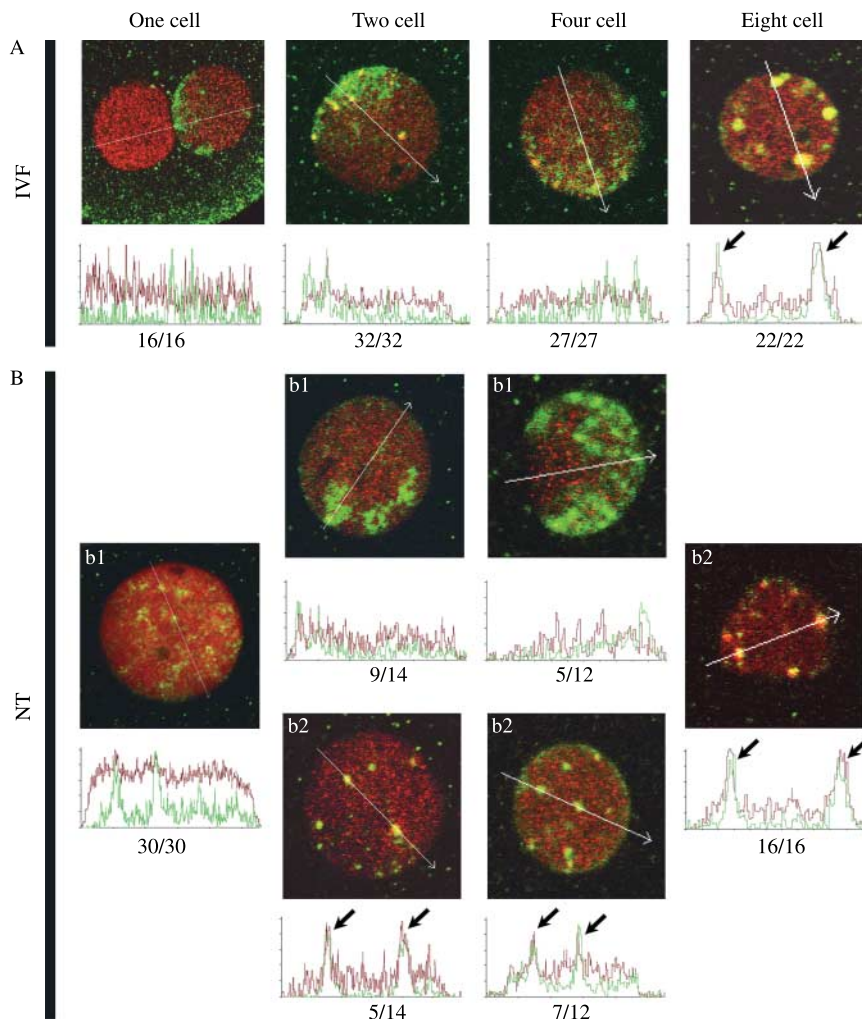 One cell Two cell Four cell Eight cell
A
IVF
16/16 32/32 27/27 22/22
B
NT
b1 b1
b1 b2
9/14 5/12
b2 b2
30/30 16/16
5/14 7/12